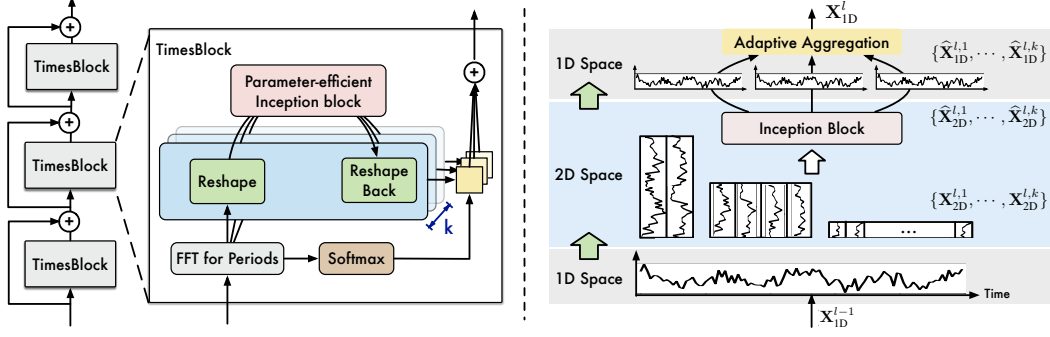 TimesBlock
TimesBlock
TimesBlock
TimesBlock
Parameter-efficient
Inception block
Reshape
Reshape
Back
k
FFT for Periods
Softmax
X^l_1D
Adaptive Aggregation
{X̂^{l,1}_1D, ⋯ , X̂^{l,k}_1D}
1D Space
{X̂^{l,1}_2D, ⋯ , X̂^{l,k}_2D}
Inception Block
2D Space
{X^{l,1}_2D, ⋯ , X^{l,k}_2D}
...
1D Space
Time
X^{l−1}_1D